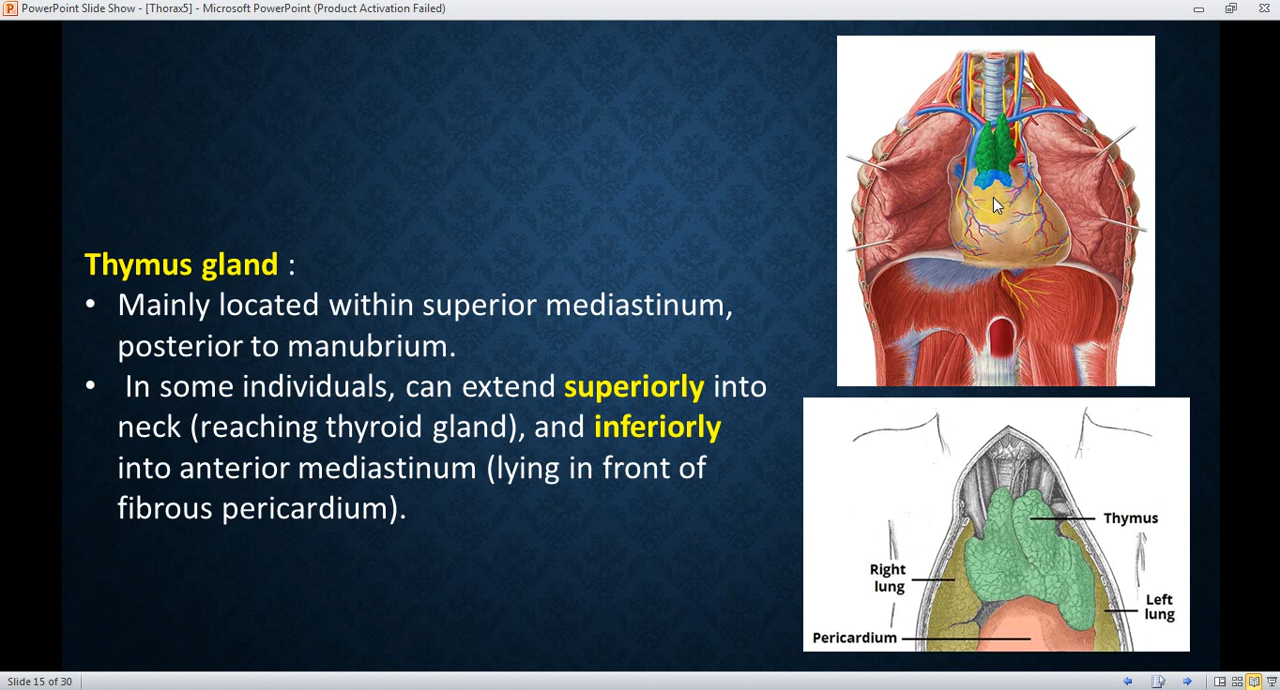 PowerPoint Slide Show - [Thorax5] - Microsoft PowerPoint (Product Activation Failed)
Thymus gland :
• Mainly located within superior mediastinum,
posterior to manubrium.
• In some individuals, can extend superiorly into
neck (reaching thyroid gland), and inferiorly
into anterior mediastinum (lying in front of
fibrous pericardium).
Thymus
Right
lung
Left
lung
Pericardium
Slide 15 of 30